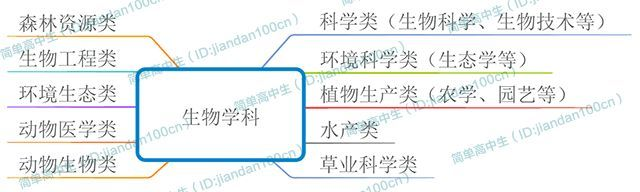 森林资源类
生物工程类
环境生态类
动物医学类
动物生物类
生物学科
科学类（生物科学、生物技术等）
环境科学类（生态学等）
植物生产类（农学、园艺等）
水产类
草业科学类
简单高中生（ID:jiandan100cn）